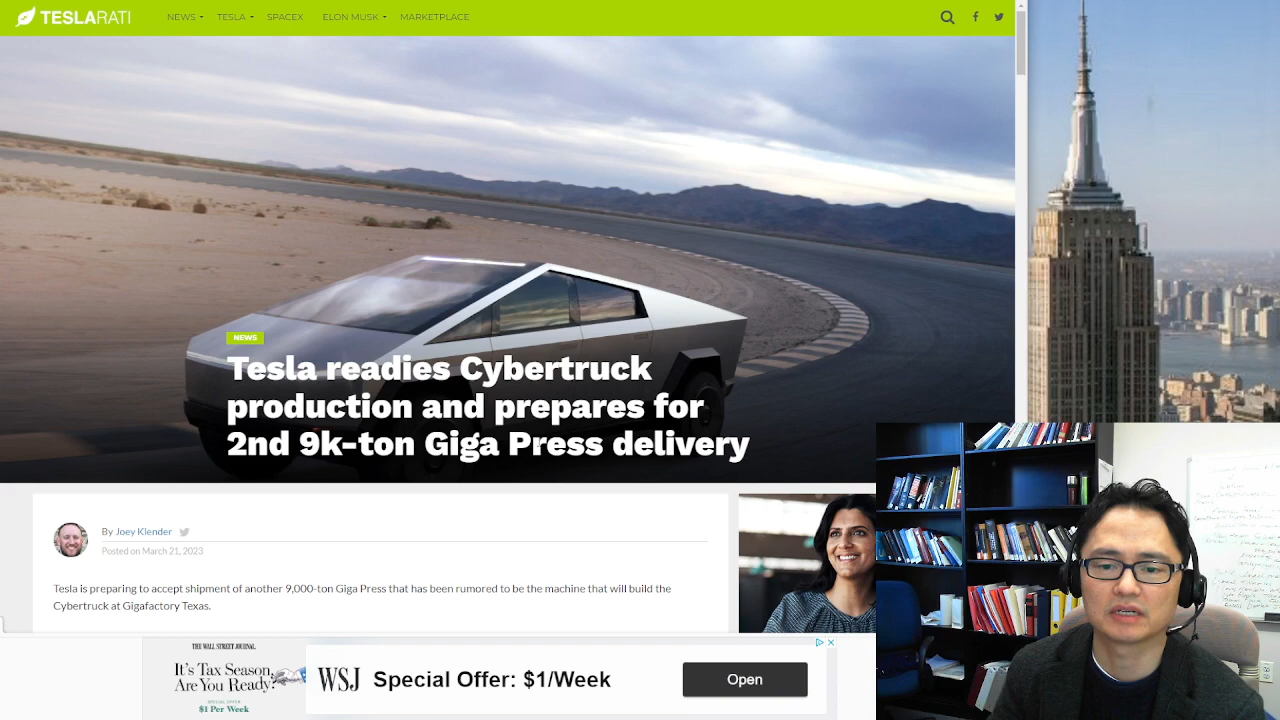 TESLARATI
NEWS
TESLA
SPACEX
ELON MUSK
MARKETPLACE
NEWS
Tesla readies Cybertruck
production and prepares for
2nd 9k-ton Giga Press delivery
By Joey Klender
Posted on March 21, 2023
Tesla is preparing to accept shipment of another 9,000-ton Giga Press that has been rumored to be the machine that will build the
Cybertruck at Gigafactory Texas.
THE WALL STREET JOURNAL.
It's Tax Season.
Are You Ready?
SPECIAL OFFER
$1 Per Week
WSJ
Special Offer: $1/Week
Open